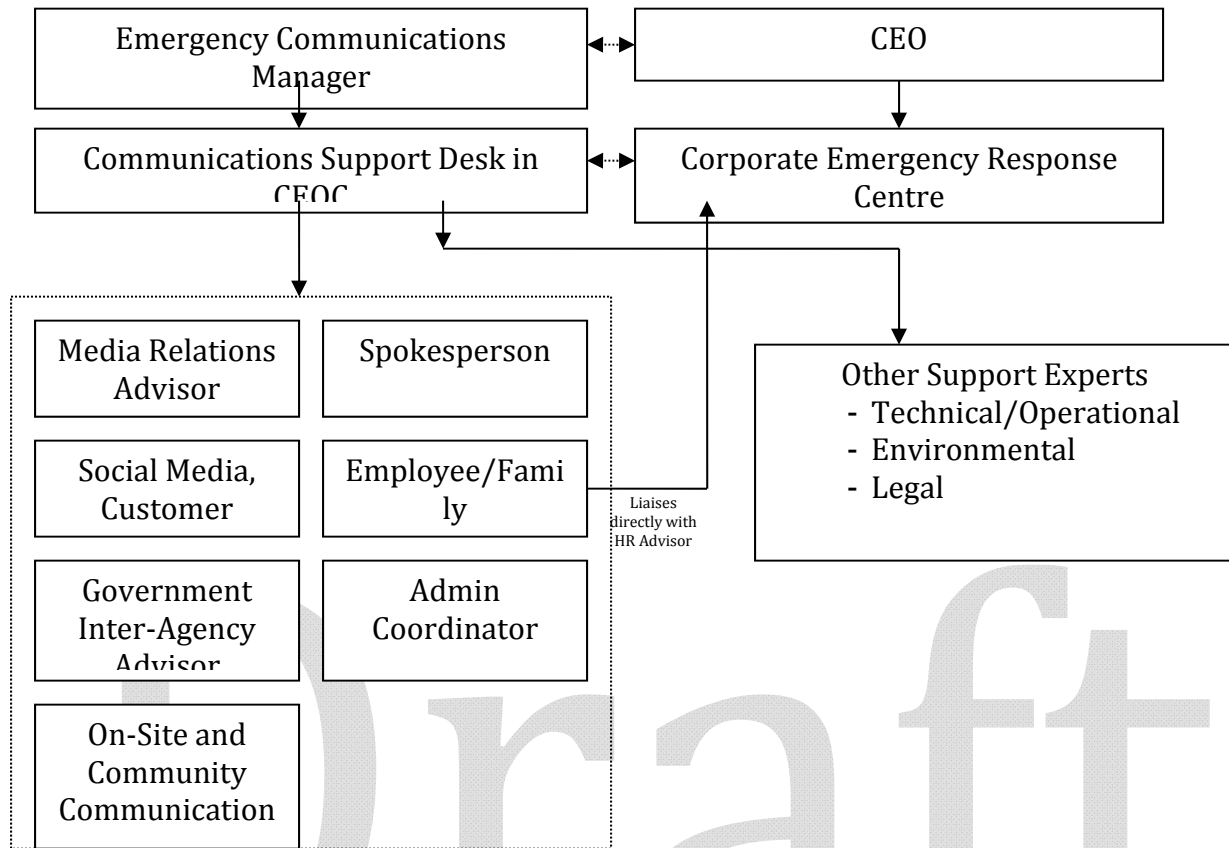 Emergency Communications
Manager
CEO
Communications Support Desk in
CEOC
Corporate Emergency Response
Centre
Media Relations
Advisor
Spokesperson
Social Media,
Customer
Employee/Fami
ly
Liaises
directly with
HR Advisor
Government
Inter-Agency
Advisor
Admin
Coordinator
On-Site and
Community
Communication
Other Support Experts
- Technical/Operational
- Environmental
- Legal
Draft